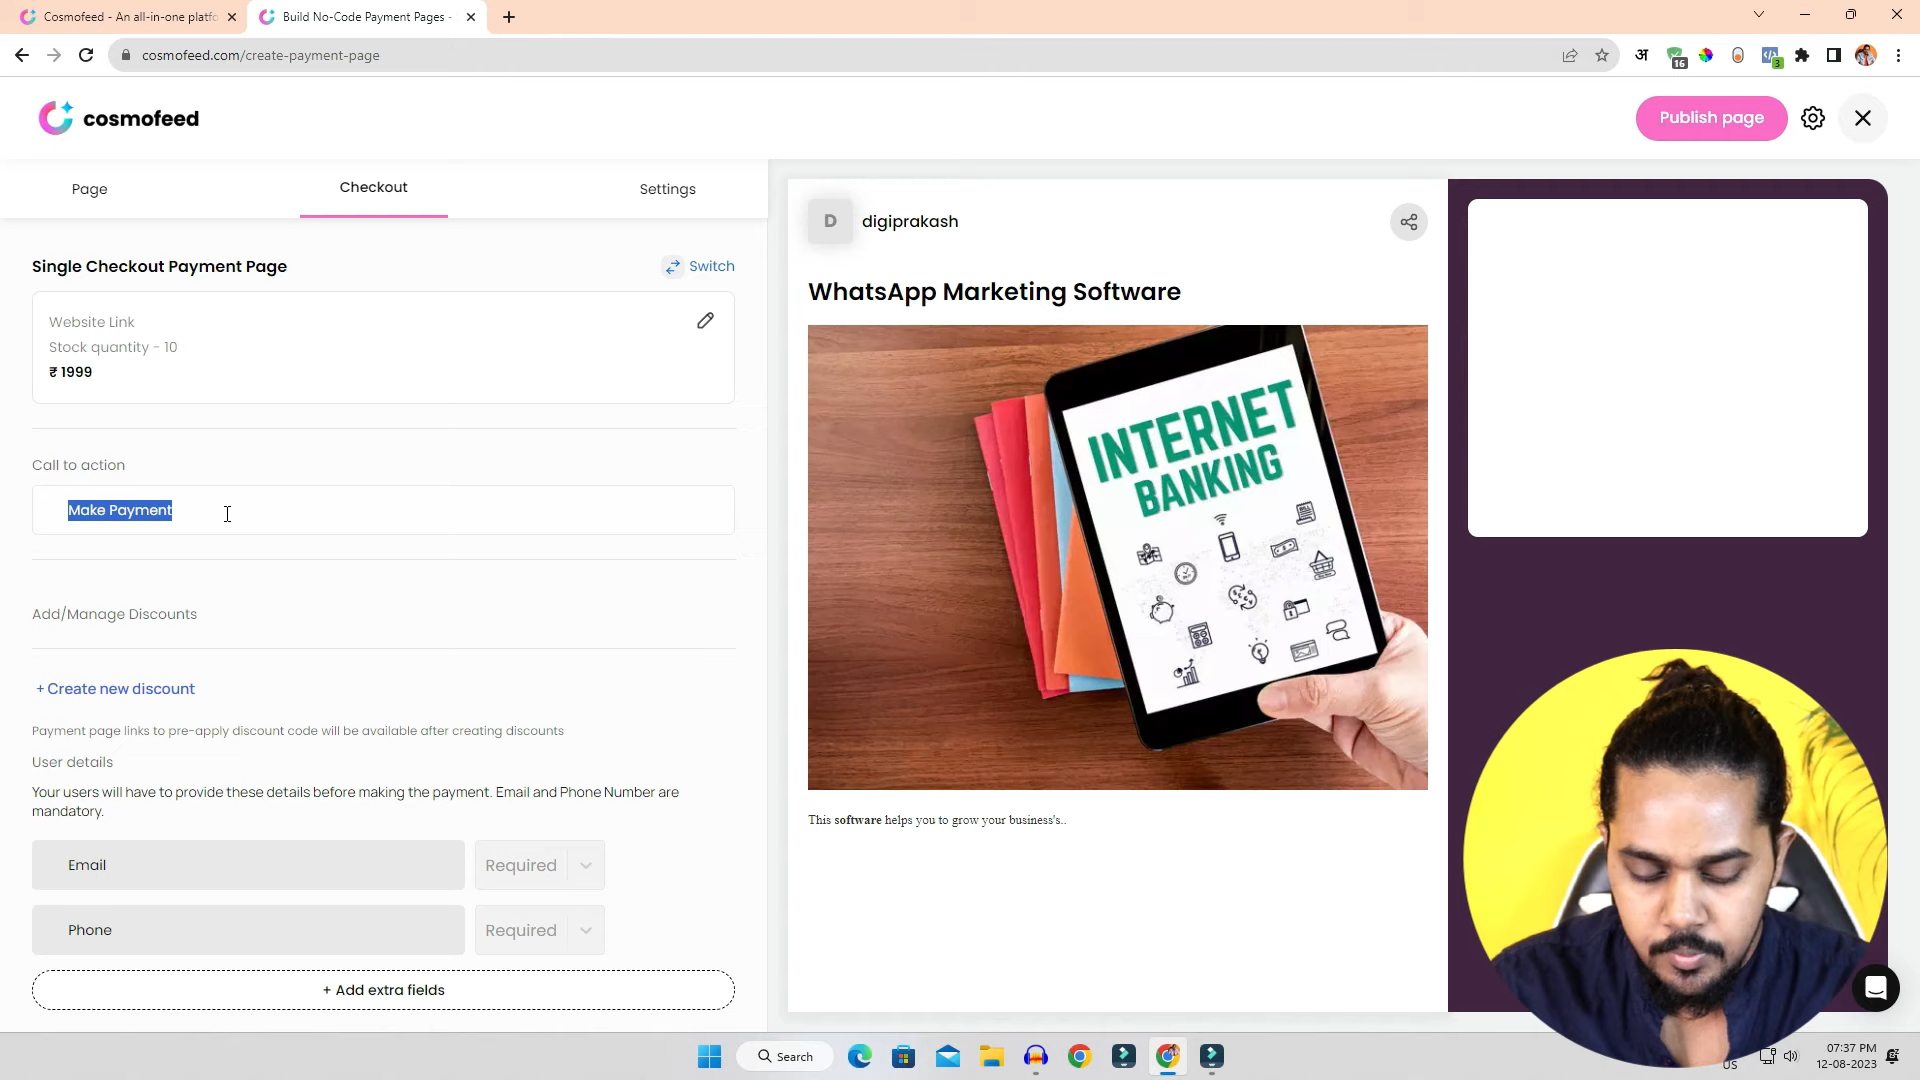 Cosmofeed - An all-in-one platfo
Build No-Code Payment Pages -
cosmofeed.com/create-payment-page
अ
16
3
cosmofeed
Publish page
Page
Checkout
Settings
Single Checkout Payment Page
Switch
Website Link
Stock quantity - 10
₹ 1999
Call to action
Make Payment
Add/Manage Discounts
+ Create new discount
Payment page links to pre-apply discount code will be available after creating discounts
User details
Your users will have to provide these details before making the payment. Email and Phone Number are
mandatory.
Email
Required
Phone
Required
+ Add extra fields
D
digiprakash
WhatsApp Marketing Software
INTERNET
BANKING
This software helps you to grow your business's..
Search
US
07:37 PM
12-08-2023